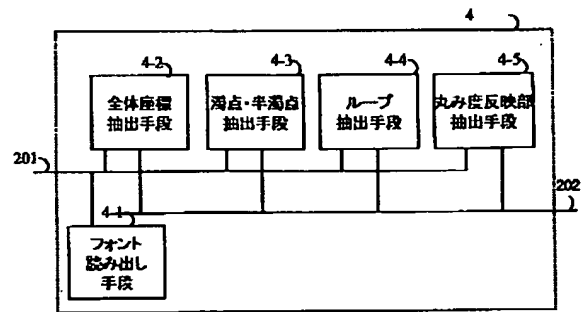 4
4-2
4-3
4-4
4-5
全体座標
抽出手段
濁点・半濁点
抽出手段
ループ
抽出手段
丸み度反映部
抽出手段
201
202
4-1
フォント
読み出し
手段